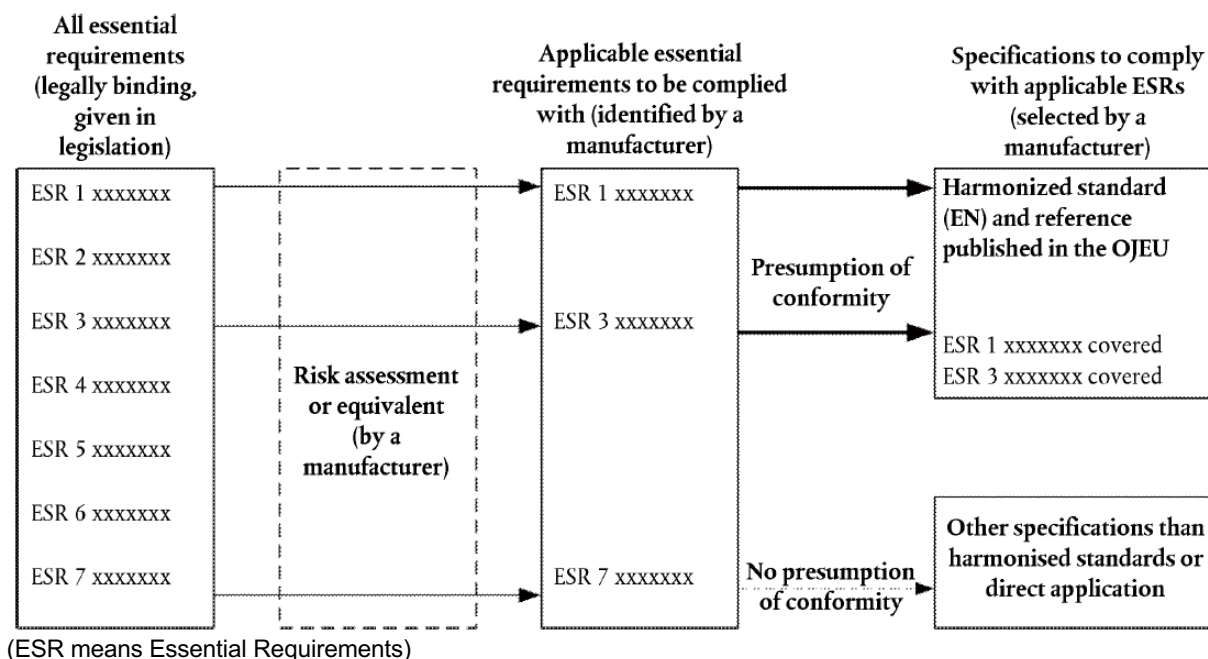 All essential
requirements
(legally binding,
given in
legislation)
ESR 1 xxxxxxx
ESR 2 xxxxxxx
ESR 3 xxxxxxx
ESR 4 xxxxxxx
ESR 5 xxxxxxx
ESR 6 xxxxxxx
ESR 7 xxxxxxx
Risk assessment
or equivalent
(by a
manufacturer)
Applicable essential
requirements to be complied
with (identified by a
manufacturer)
ESR 1 xxxxxxx
ESR 3 xxxxxxx
ESR 7 xxxxxxx
Presumption of
conformity
No presumption
of conformity
Specifications to comply
with applicable ESRs
(selected by a
manufacturer)
Harmonized standard
(EN) and reference
published in the OJEU
ESR 1 xxxxxxx covered
ESR 3 xxxxxxx covered
Other specifications than
harmonised standards or
direct application
(ESR means Essential Requirements)